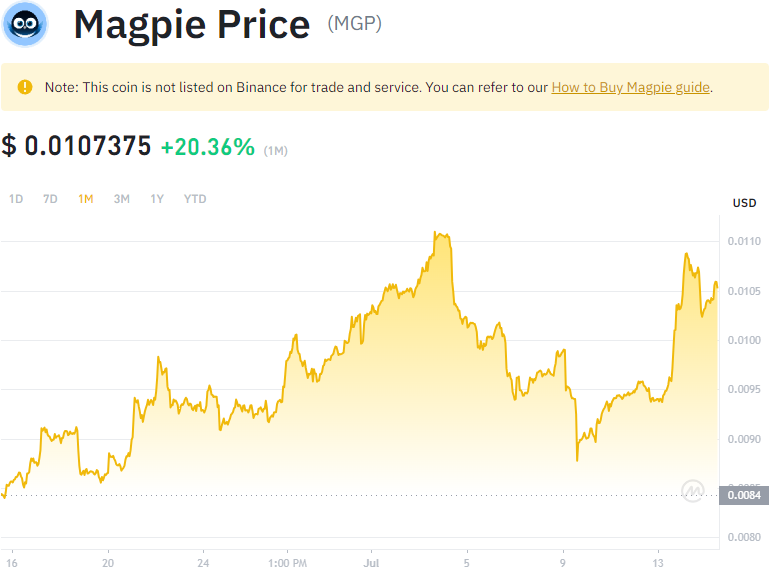 Magpie Price (MGP)
Note: This coin is not listed on Binance for trade and service. You can refer to our How to Buy Magpie guide.
$ 0.0107375 +20.36% (1M)
1D 7D 1M 3M 1Y YTD
USD
0.0110
0.0105
0.0100
0.0095
0.0090
0.0084
0.0080
16 20 24 1:00 PM Jul 5 9 13